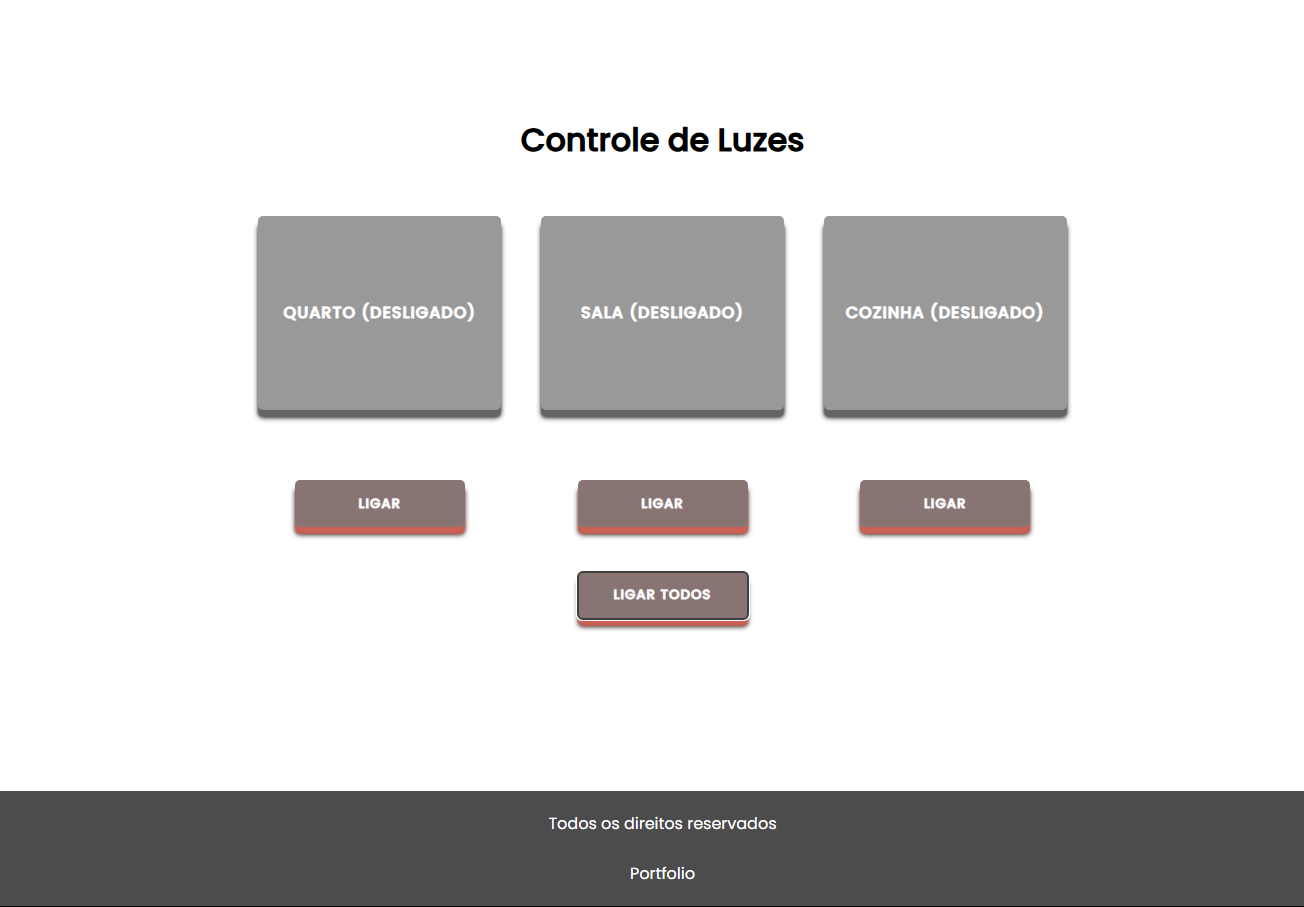 Controle de Luzes
QUARTO (DESLIGADO)
SALA (DESLIGADO)
COZINHA (DESLIGADO)
LIGAR
LIGAR
LIGAR
LIGAR TODOS
Todos os direitos reservados
Portfolio